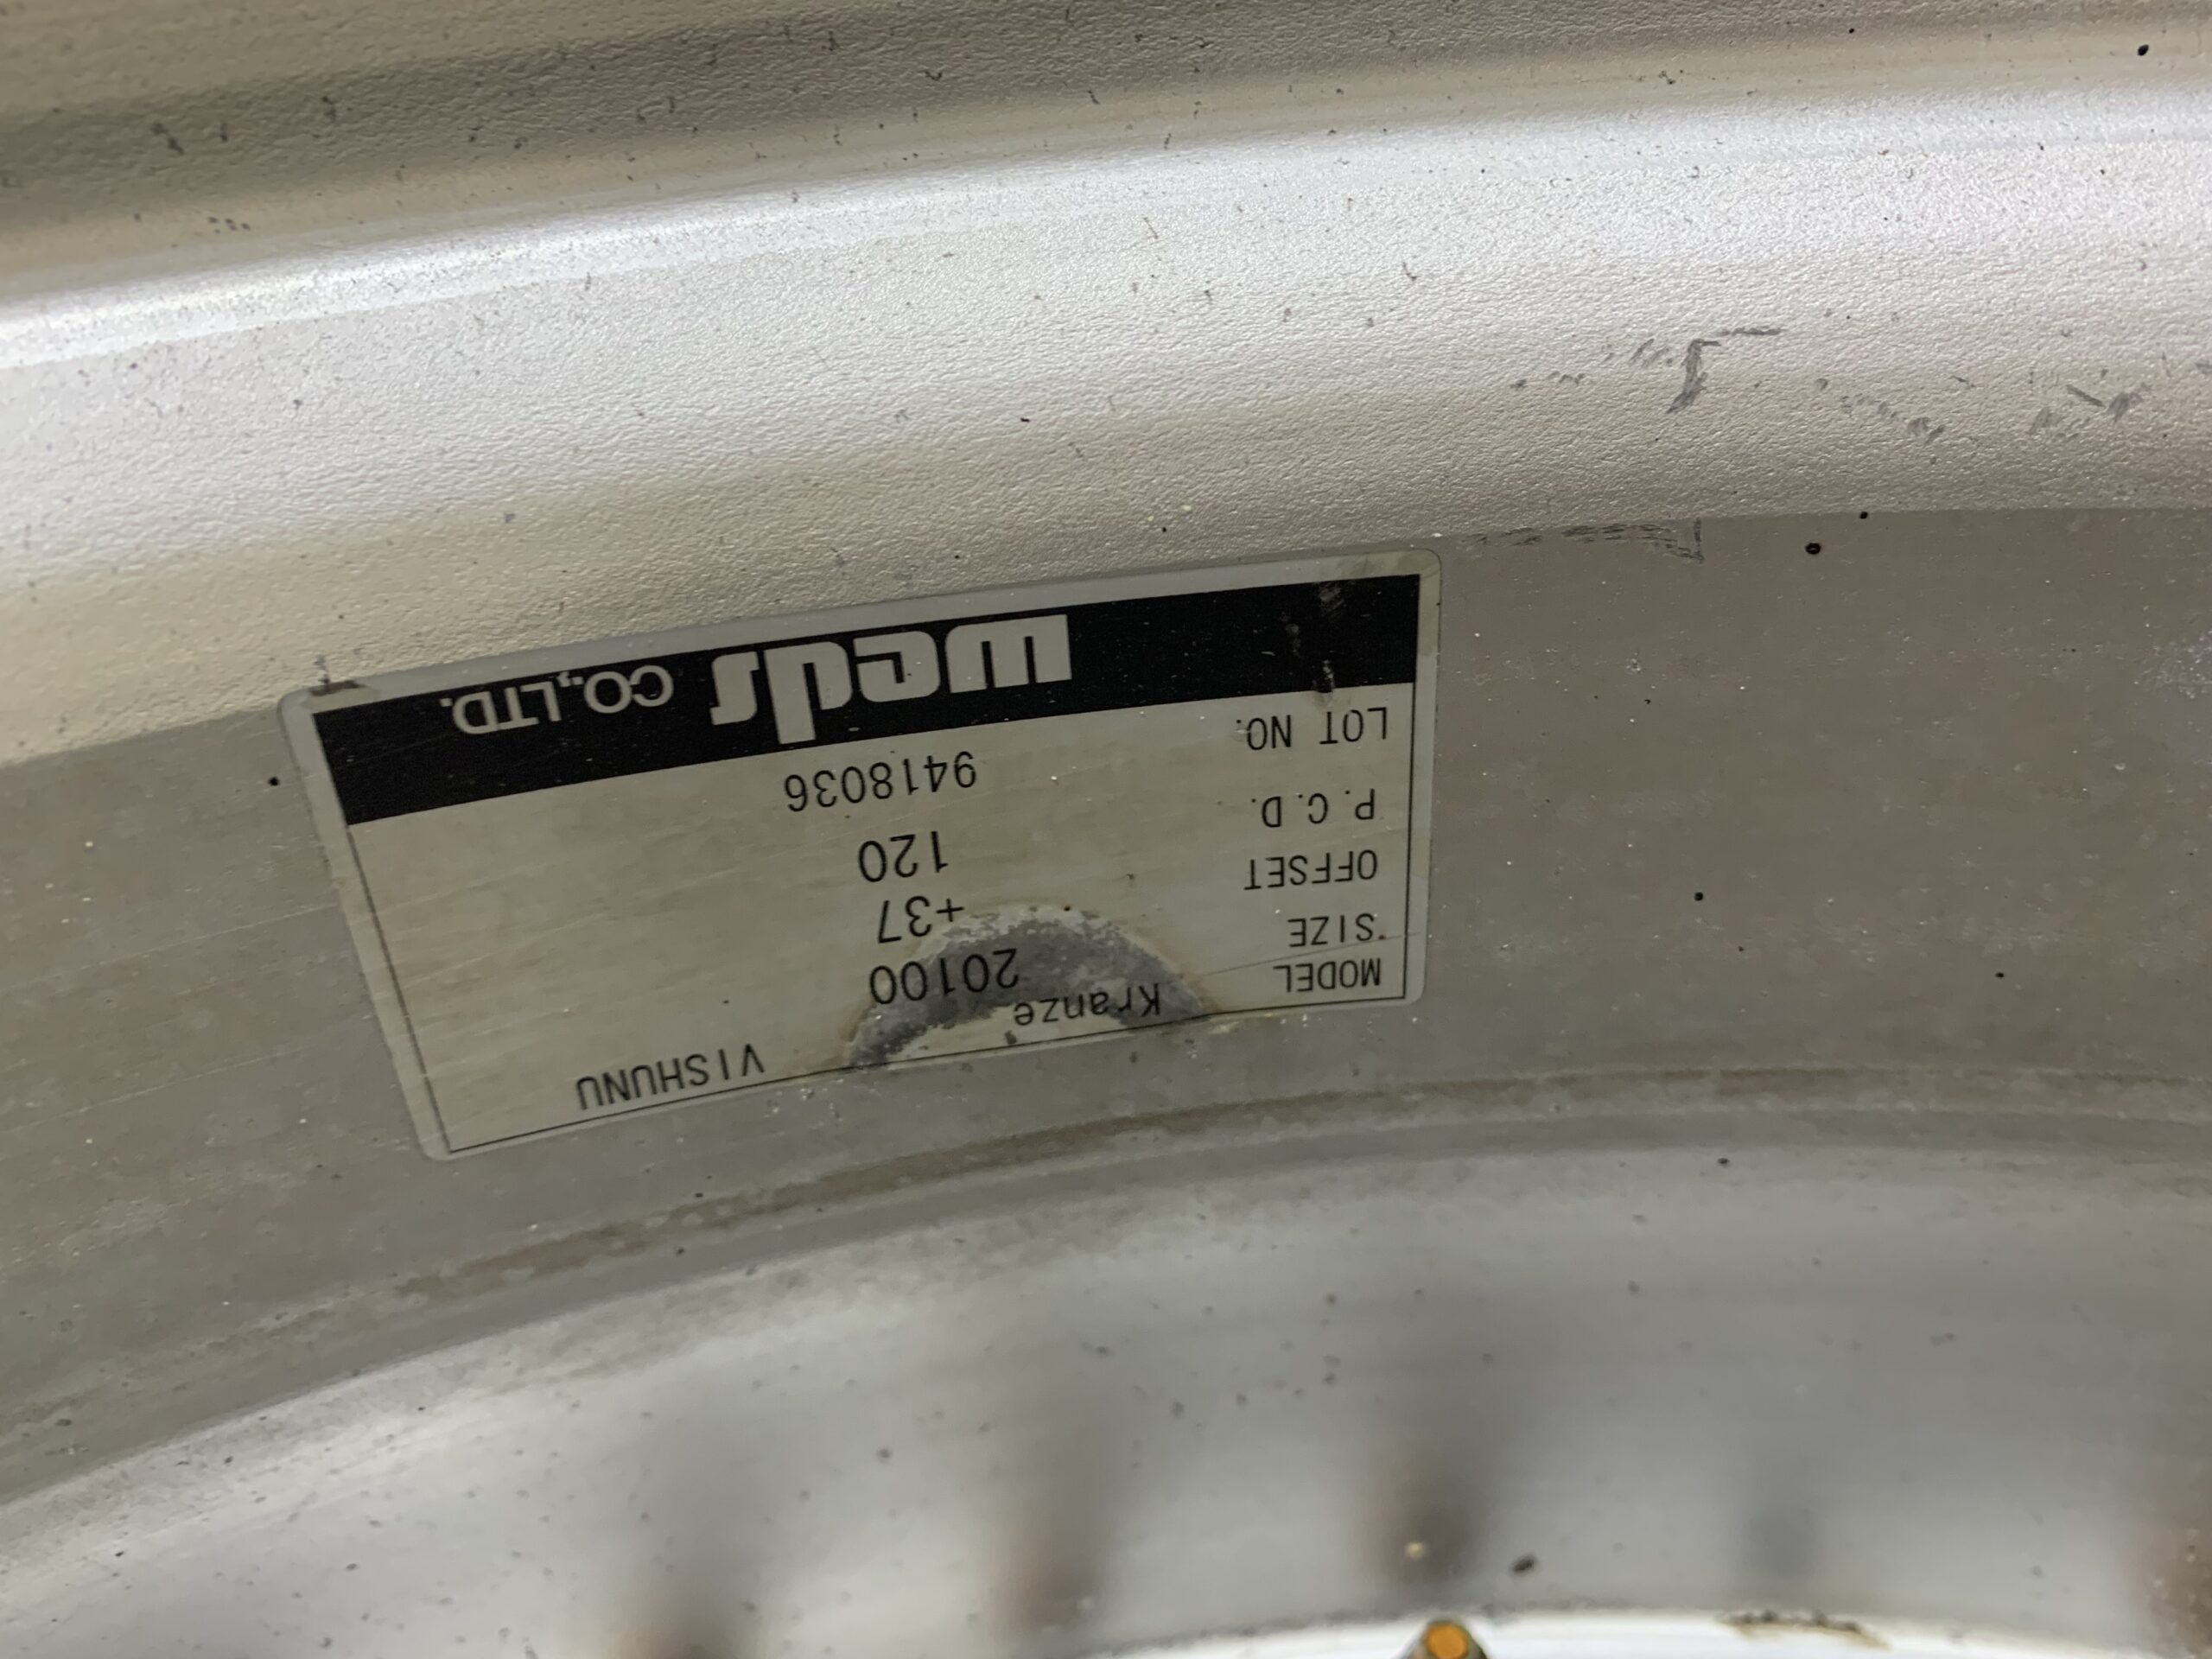 MODEL Kranze VISHUNU
SIZE 20100
OFFSET +37
P.C.D. 120
LOT NO. 9418036
weds CO.,LTD.